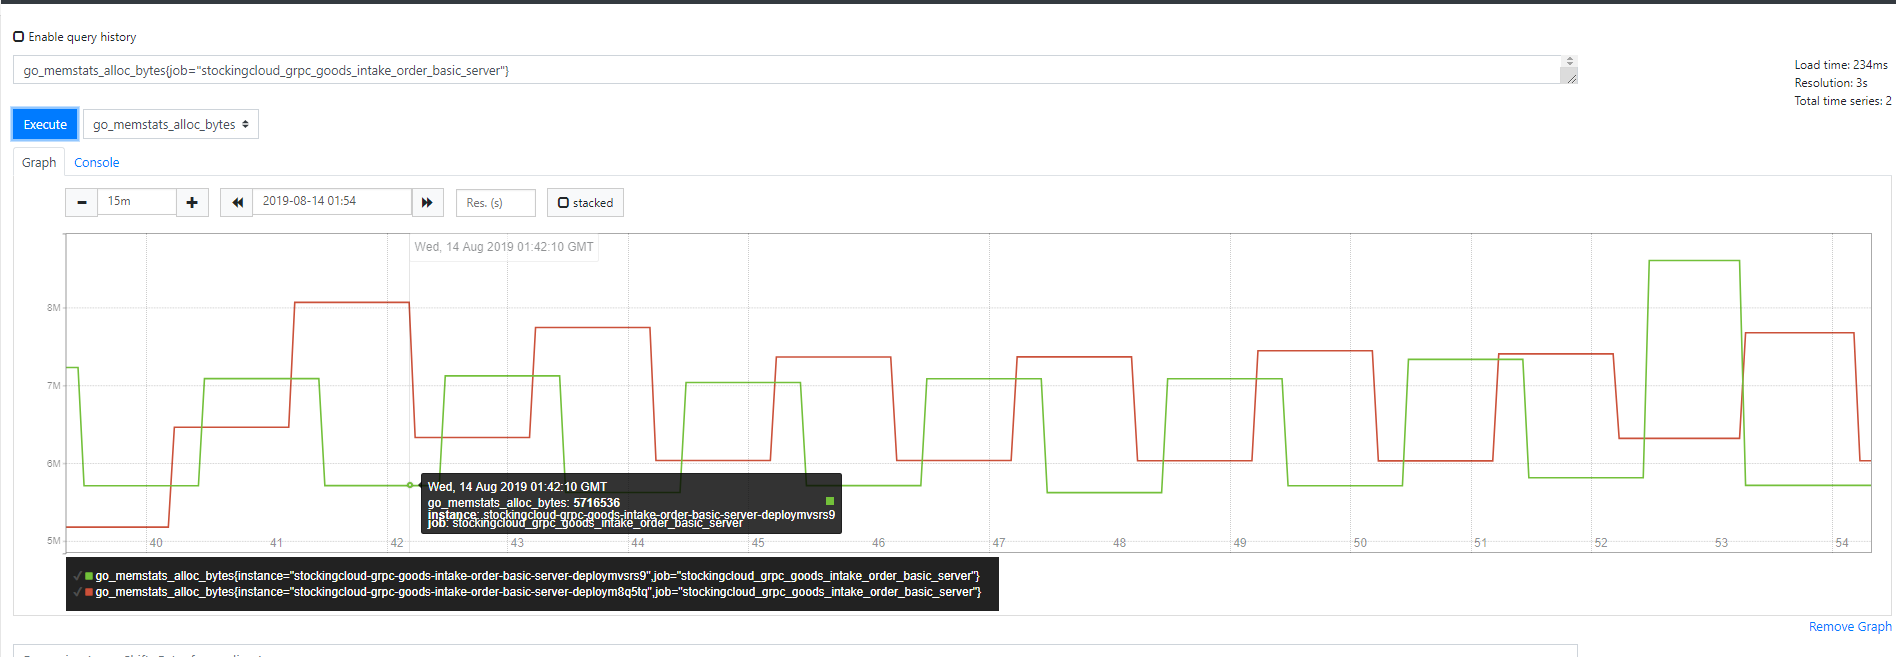 Enable query history
go_memstats_alloc_bytes{job="stockingcloud_grpc_goods_intake_order_basic_server"}
Load time: 234ms
Resolution: 3s
Total time series: 2
Execute
go_memstats_alloc_bytes
Graph Console
15m 2019-08-14 01:54 Res. (s) stacked
Wed, 14 Aug 2019 01:42:10 GMT
8M
7M
6M
5M
Wed, 14 Aug 2019 01:42:10 GMT
go_memstats_alloc_bytes: 5716536
instance: stockingcloud-grpc-goods-intake-order-basic-server-deploymvsrs9
job: stockingcloud_grpc_goods_intake_order_basic_server
40 41 42 43 44 45 46 47 48 49 50 51 52 53 54
go_memstats_alloc_bytes{instance="stockingcloud-grpc-goods-intake-order-basic-server-deploymvsrs9",job="stockingcloud_grpc_goods_intake_order_basic_server"}
go_memstats_alloc_bytes{instance="stockingcloud-grpc-goods-intake-order-basic-server-deploym8q5tq",job="stockingcloud_grpc_goods_intake_order_basic_server"}
Remove Graph